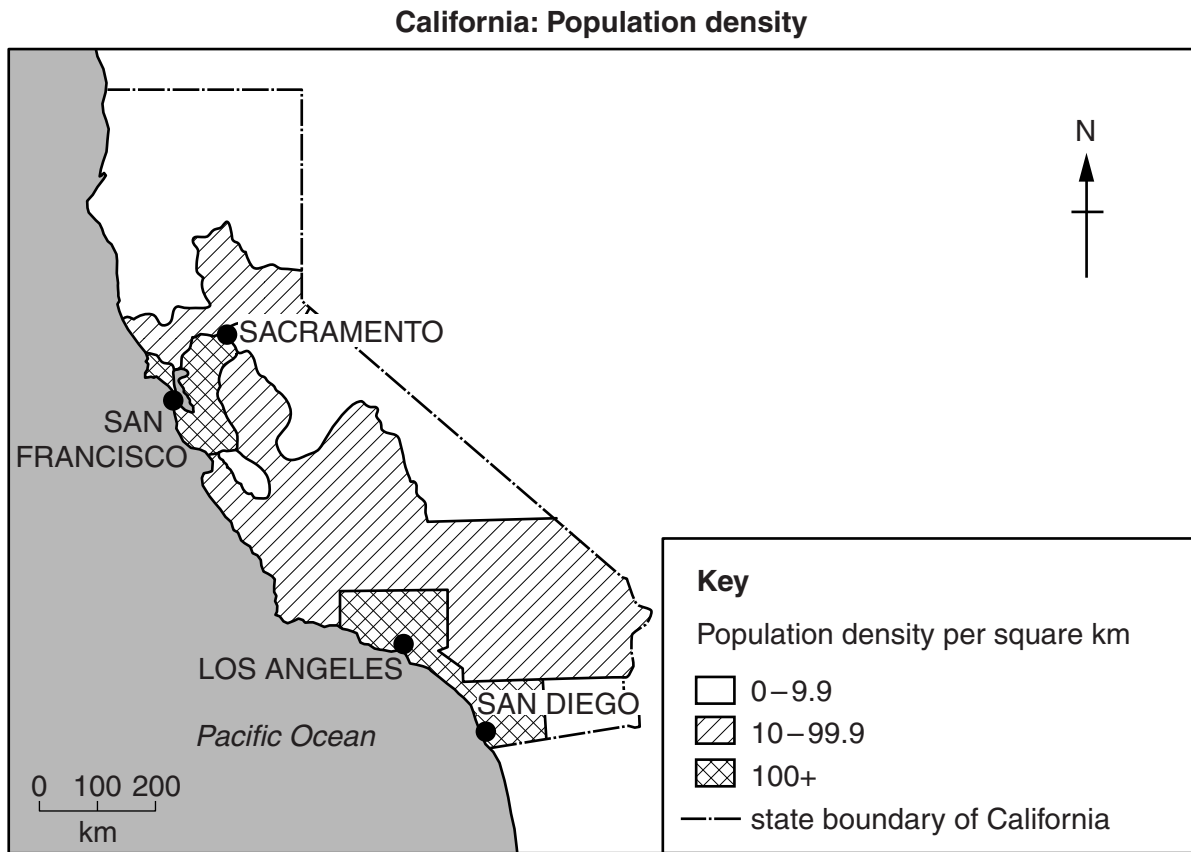 California: Population density
N
SACRAMENTO
SAN
FRANCISCO
LOS ANGELES
SAN DIEGO
Pacific Ocean
0 100 200
km
Key
Population density per square km
0–9.9
10–99.9
100+
state boundary of California